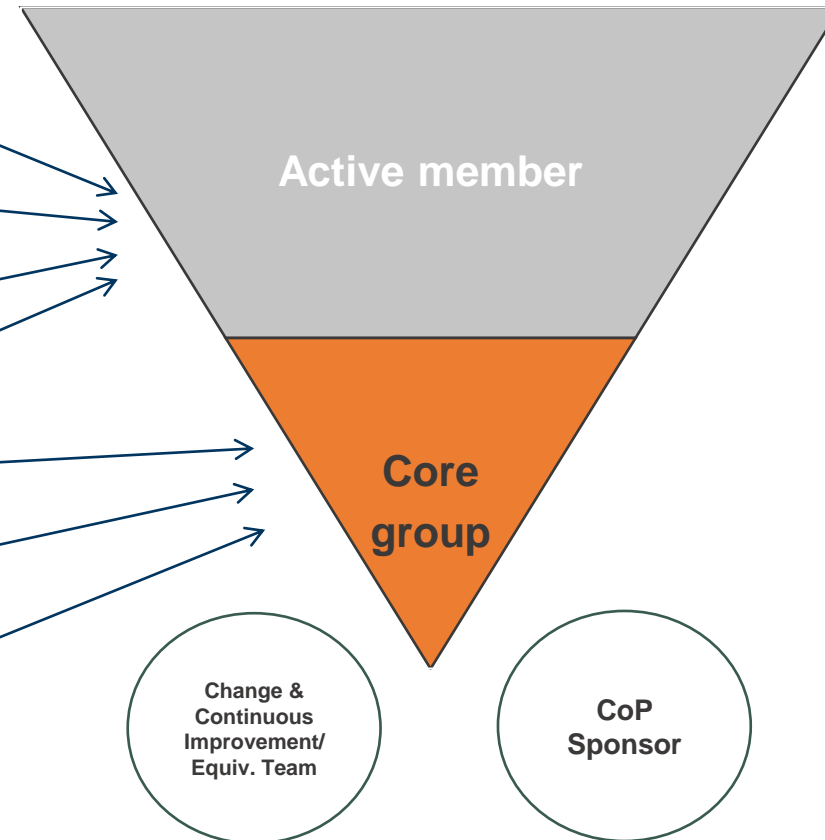 Active member
Core
group
Change &
Continuous
Improvement/
Equiv. Team
CoP
Sponsor